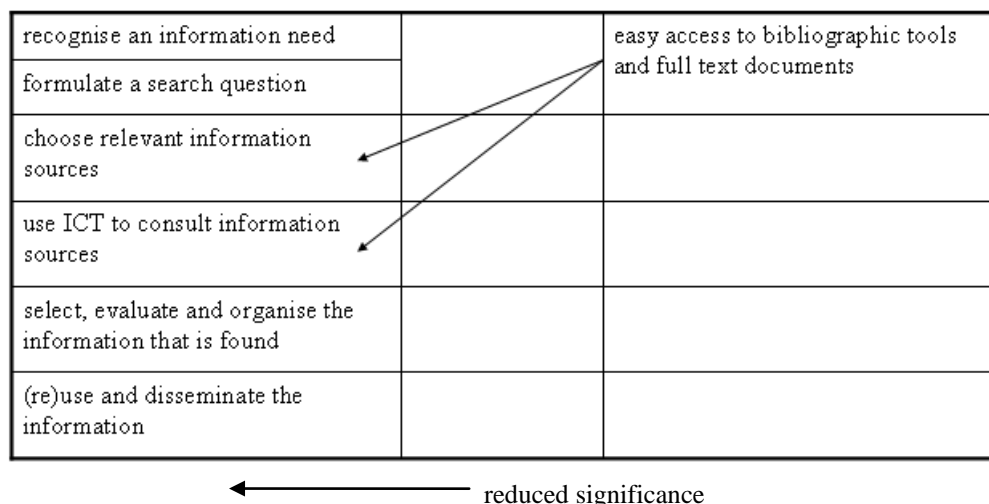 recognise an information need
formulate a search question
choose relevant information
sources
use ICT to consult information
sources
select, evaluate and organise the
information that is found
(re)use and disseminate the
information
easy access to bibliographic tools
and full text documents
reduced significance